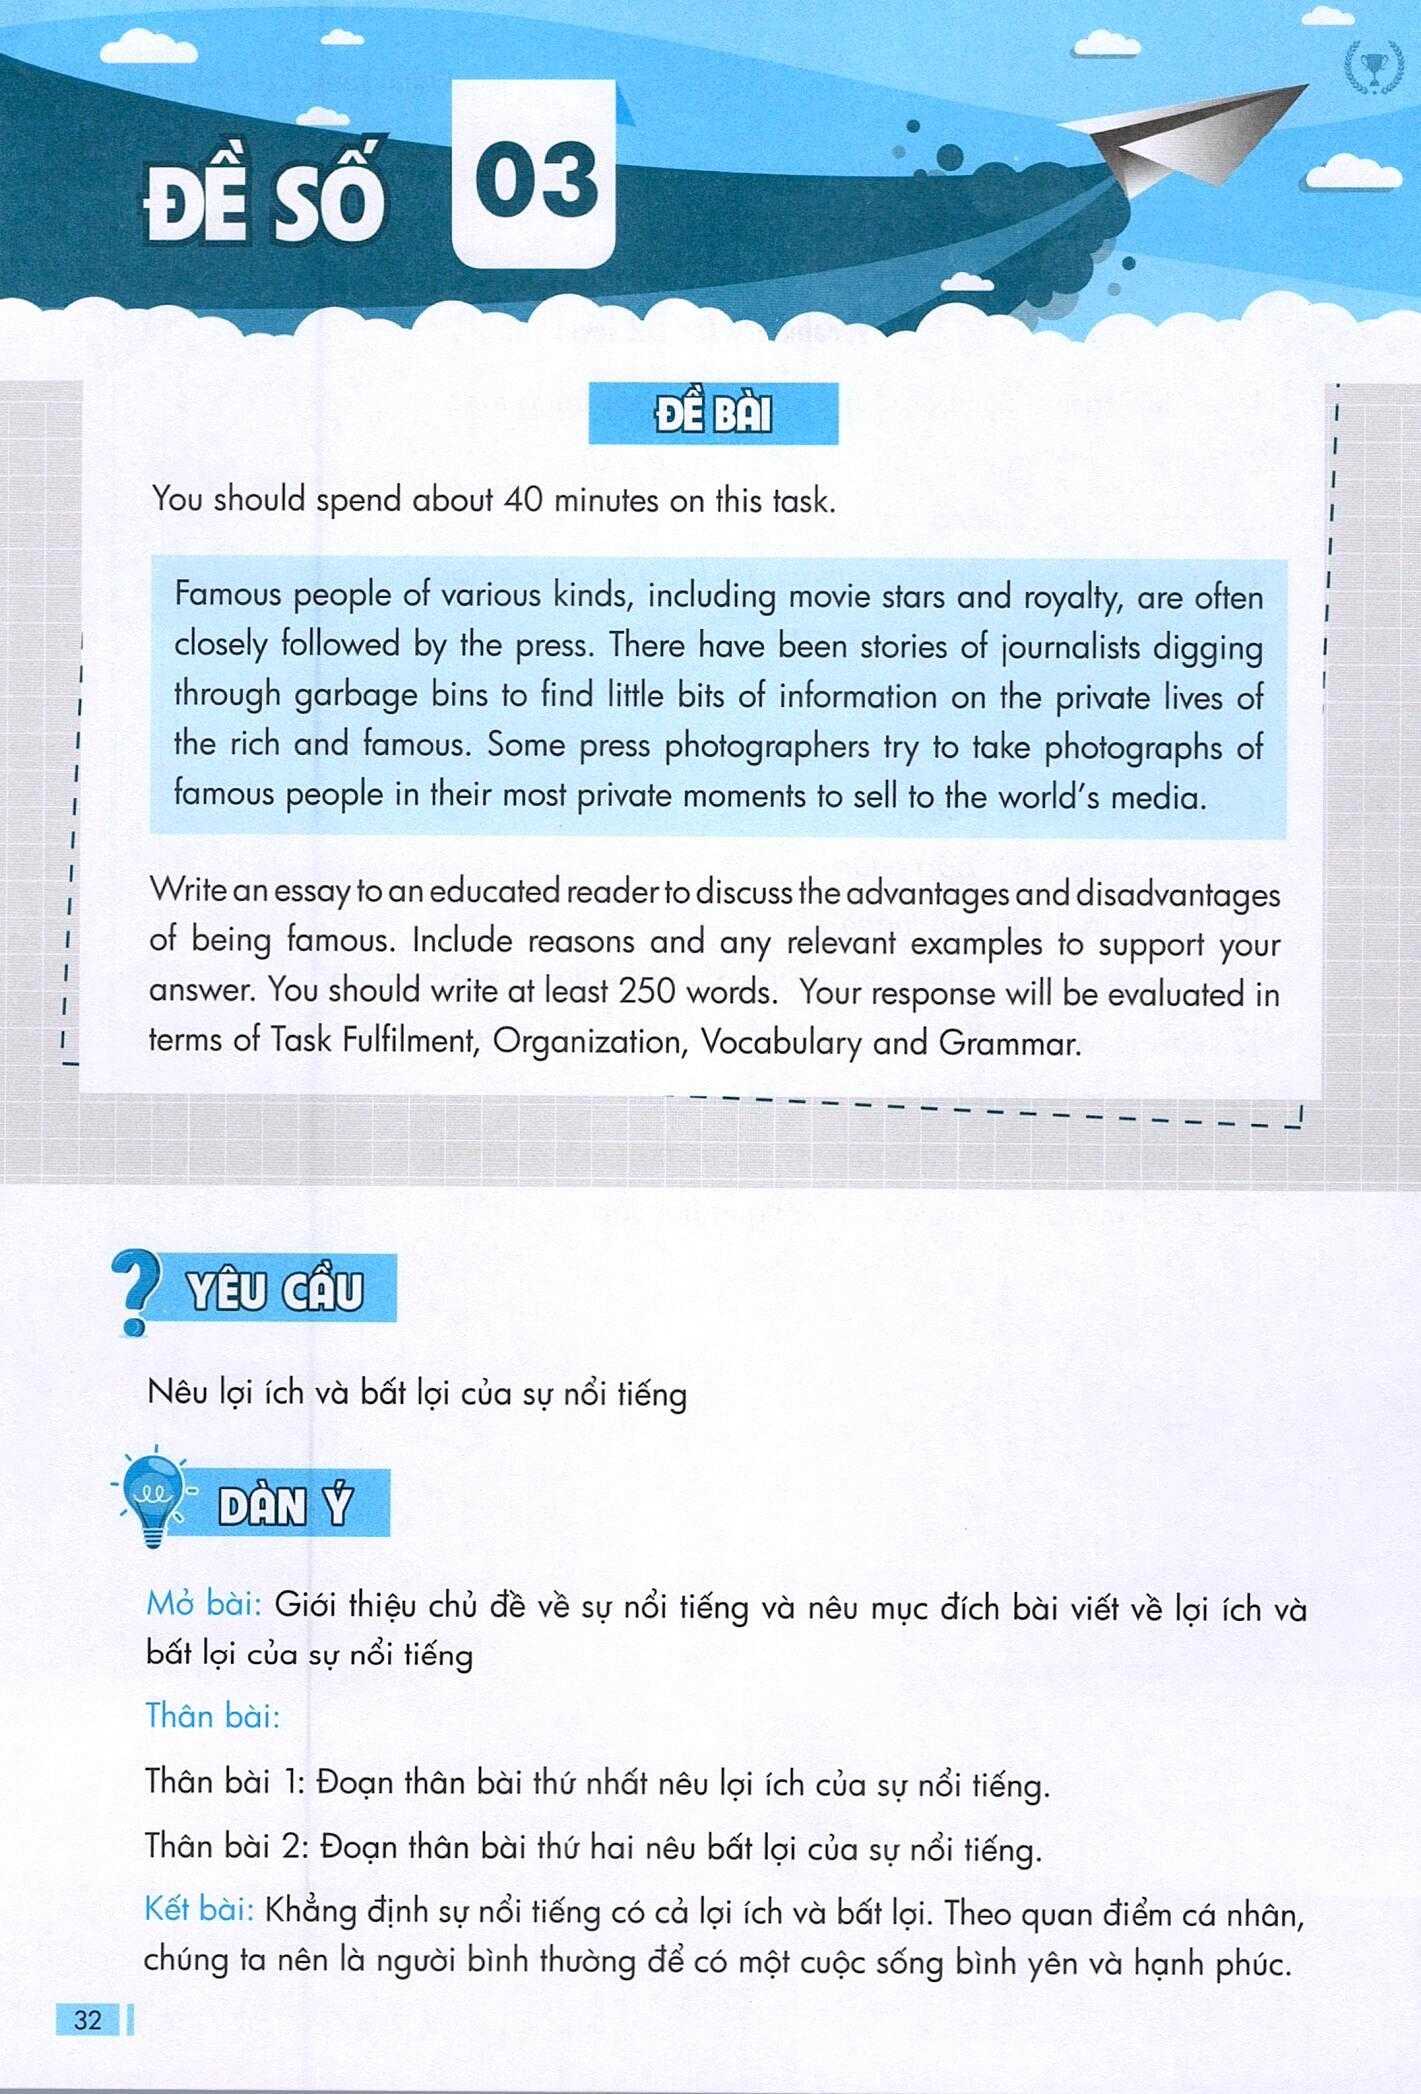 ĐỀ SỐ 03
ĐỀ BÀI
You should spend about 40 minutes on this task.
Famous people of various kinds, including movie stars and royalty, are often
closely followed by the press. There have been stories of journalists digging
through garbage bins to find little bits of information on the private lives of
the rich and famous. Some press photographers try to take photographs of
famous people in their most private moments to sell to the world's media.
Write an essay to an educated reader to discuss the advantages and disadvantages
of being famous. Include reasons and any relevant examples to support your
answer. You should write at least 250 words. Your response will be evaluated in
terms of Task Fulfilment, Organization, Vocabulary and Grammar.
YÊU CẦU
Nêu lợi ích và bất lợi của sự nổi tiếng
DÀN Ý
Mở bài: Giới thiệu chủ đề về sự nổi tiếng và nêu mục đích bài viết về lợi ích và
bất lợi của sự nổi tiếng
Thân bài:
Thân bài 1: Đoạn thân bài thứ nhất nêu lợi ích của sự nổi tiếng.
Thân bài 2: Đoạn thân bài thứ hai nêu bất lợi của sự nổi tiếng.
Kết bài: Khẳng định sự nổi tiếng có cả lợi ích và bất lợi. Theo quan điểm cá nhân,
chúng ta nên là người bình thường để có một cuộc sống bình yên và hạnh phúc.
32